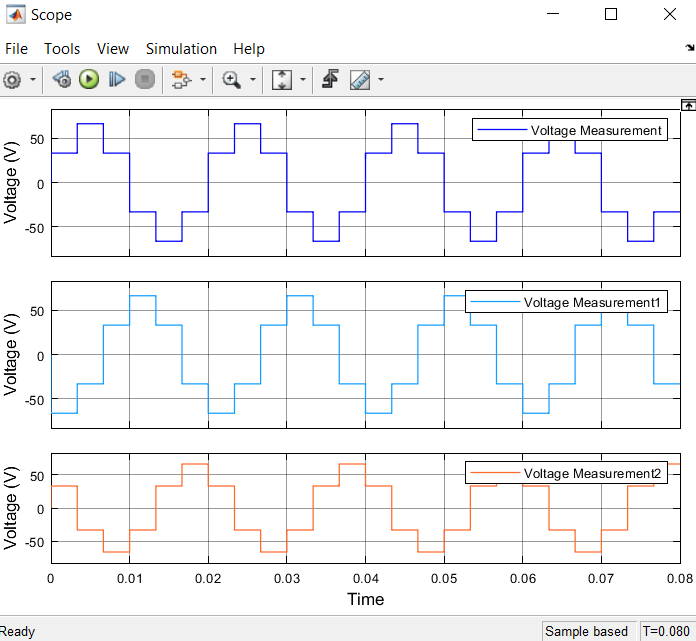 Scope
File Tools View Simulation Help
Voltage (V)
50
0
-50
Voltage Measurement
Voltage (V)
50
0
-50
Voltage Measurement1
Voltage (V)
50
0
-50
Voltage Measurement2
0 0.01 0.02 0.03 0.04 0.05 0.06 0.07 0.08
Time
Ready Sample based T=0.080